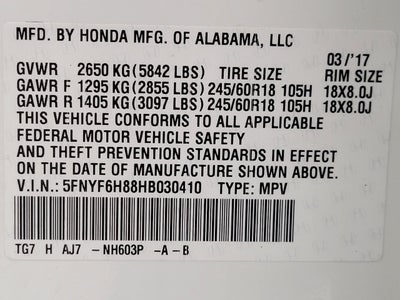 MFD. BY HONDA MFG. OF ALABAMA, LLC
03 /'17
GVWR 2650 KG (5842 LBS) TIRE SIZE RIM SIZE
GAWR F 1295 KG (2855 LBS) 245/60R18 105H 18X8.0J
GAWR R 1405 KG (3097 LBS) 245/60R18 105H 18X8.0J
THIS VEHICLE CONFORMS TO ALL APPLICABLE
FEDERAL MOTOR VEHICLE SAFETY
AND THEFT PREVENTION STANDARDS IN EFFECT
ON THE DATE OF MANUFACTURE SHOWN ABOVE.
V.I.N.: 5FNYF6H88HB030410 TYPE: MPV
TG7 H AJ7 -NH603P -A-B